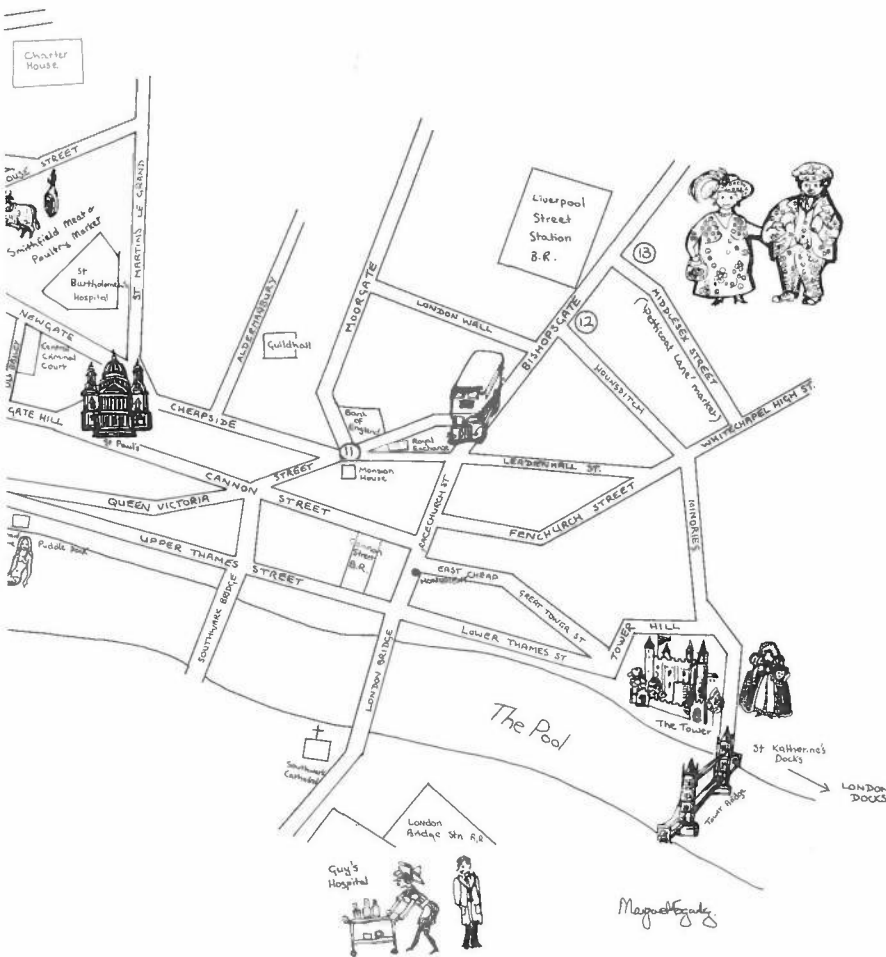 Charter
House
OUSE STREET
Smithfield Meat &
Poultry Market
St
Bartholomew's
Hospital
ST MARTINS LE GRAND
NEWGATE
Central
Criminal
Court
BAILEY
GATE HILL
St Paul's
CHEAPSIDE
ALDERMANBURY
Guildhall
MOORGATE
LONDON WALL
Liverpool
Street
Station
B.R.
BISHOPSGATE
13
12
MIDDLESEX STREET
('Petticoat Lane' market)
HOUNSDITCH
WHITECHAPEL HIGH ST.
Bank
of
England
Royal
Exchange
11
Mansion
House
LEADENHALL ST.
FENCHURCH STREET
MINORIES
QUEEN VICTORIA
STREET
CANNON
STREET
RACECHURCH ST
Puddle Dock
UPPER THAMES
STREET
Cannon
Street
B.R.
EAST CHEAP
MONUMENT
GREAT TOWER ST
TOWER HILL
LOWER THAMES ST
SOUTHWARK BRIDGE
LONDON BRIDGE
The Pool
The Tower
St Katherine's
Docks
LONDON
DOCKS
Tower Bridge
Southwark
Cathedral
London
Bridge Stn B.R
Guy's
Hospital